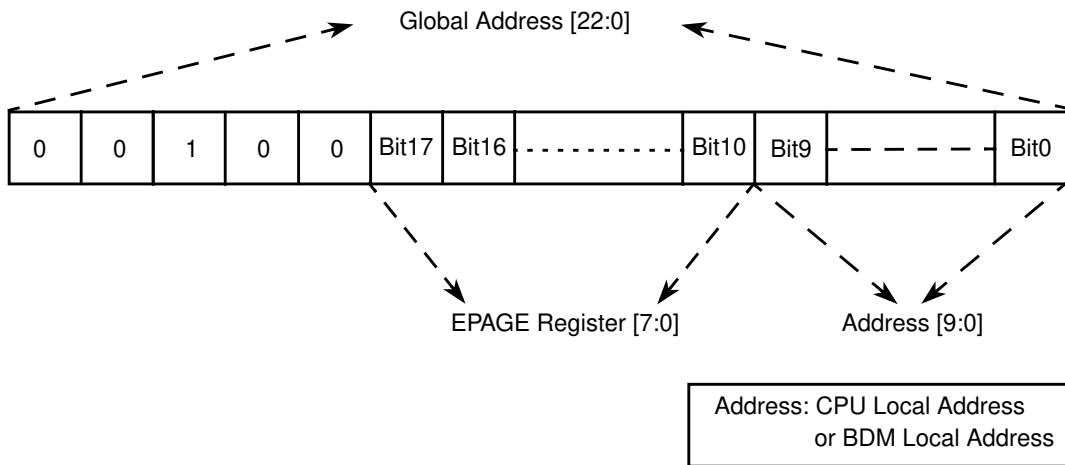 Global Address [22:0]
0 0 1 0 0 Bit17 Bit16 Bit10 Bit9 Bit0
EPAGE Register [7:0] Address [9:0]
Address: CPU Local Address
or BDM Local Address